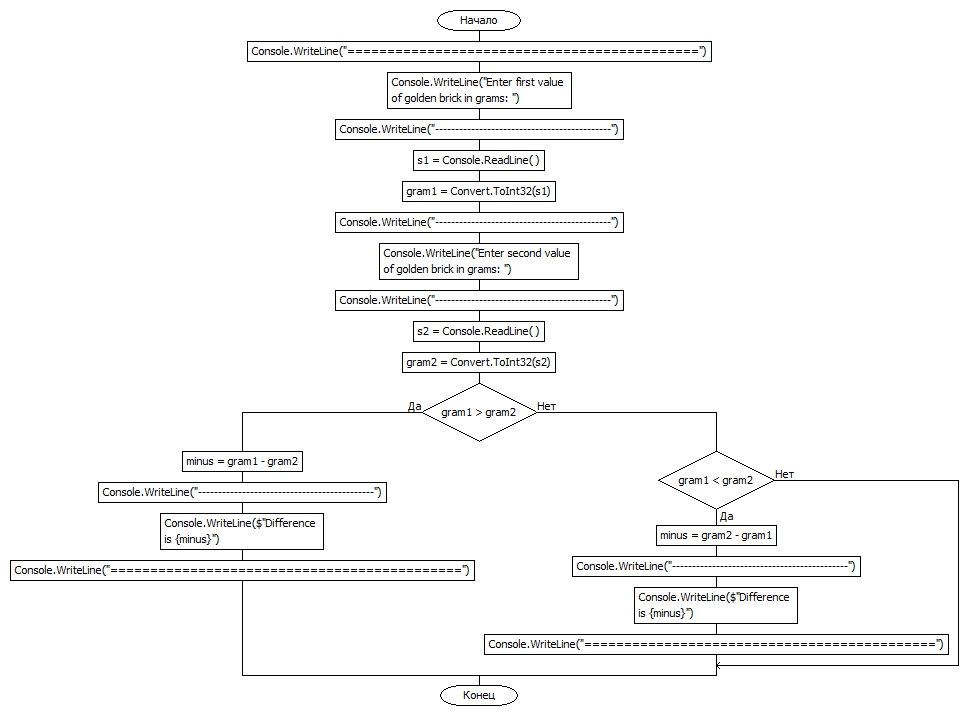 Начало
Console.WriteLine("============================================")
Console.WriteLine("Enter first value
of golden brick in grams: ")
Console.WriteLine("--------------------------------------------")
s1 = Console.ReadLine( )
gram1 = Convert.ToInt32(s1)
Console.WriteLine("--------------------------------------------")
Console.WriteLine("Enter second value
of golden brick in grams: ")
Console.WriteLine("--------------------------------------------")
s2 = Console.ReadLine( )
gram2 = Convert.ToInt32(s2)
Да
gram1 > gram2
Нет
minus = gram1 - gram2
Console.WriteLine("--------------------------------------------")
Console.WriteLine($"Difference
is {minus}")
Console.WriteLine("============================================")
gram1 < gram2
Нет
Да
minus = gram2 - gram1
Console.WriteLine("--------------------------------------------")
Console.WriteLine($"Difference
is {minus}")
Console.WriteLine("============================================")
Конец